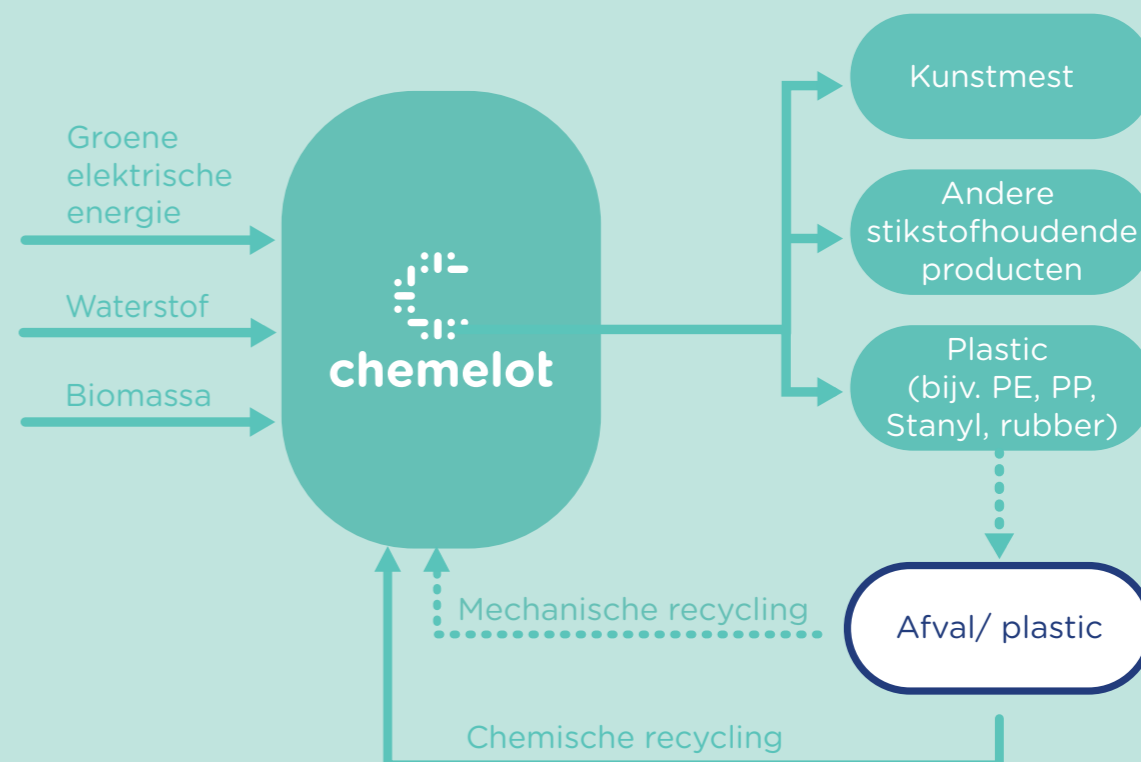 Groene
elektrische
energie
Waterstof
Biomassa
chemelot
Kunstmest
Andere
stikstofhoudende
producten
Plastic
(bijv. PE, PP,
Stanyl, rubber)
Afval/ plastic
Mechanische recycling
Chemische recycling